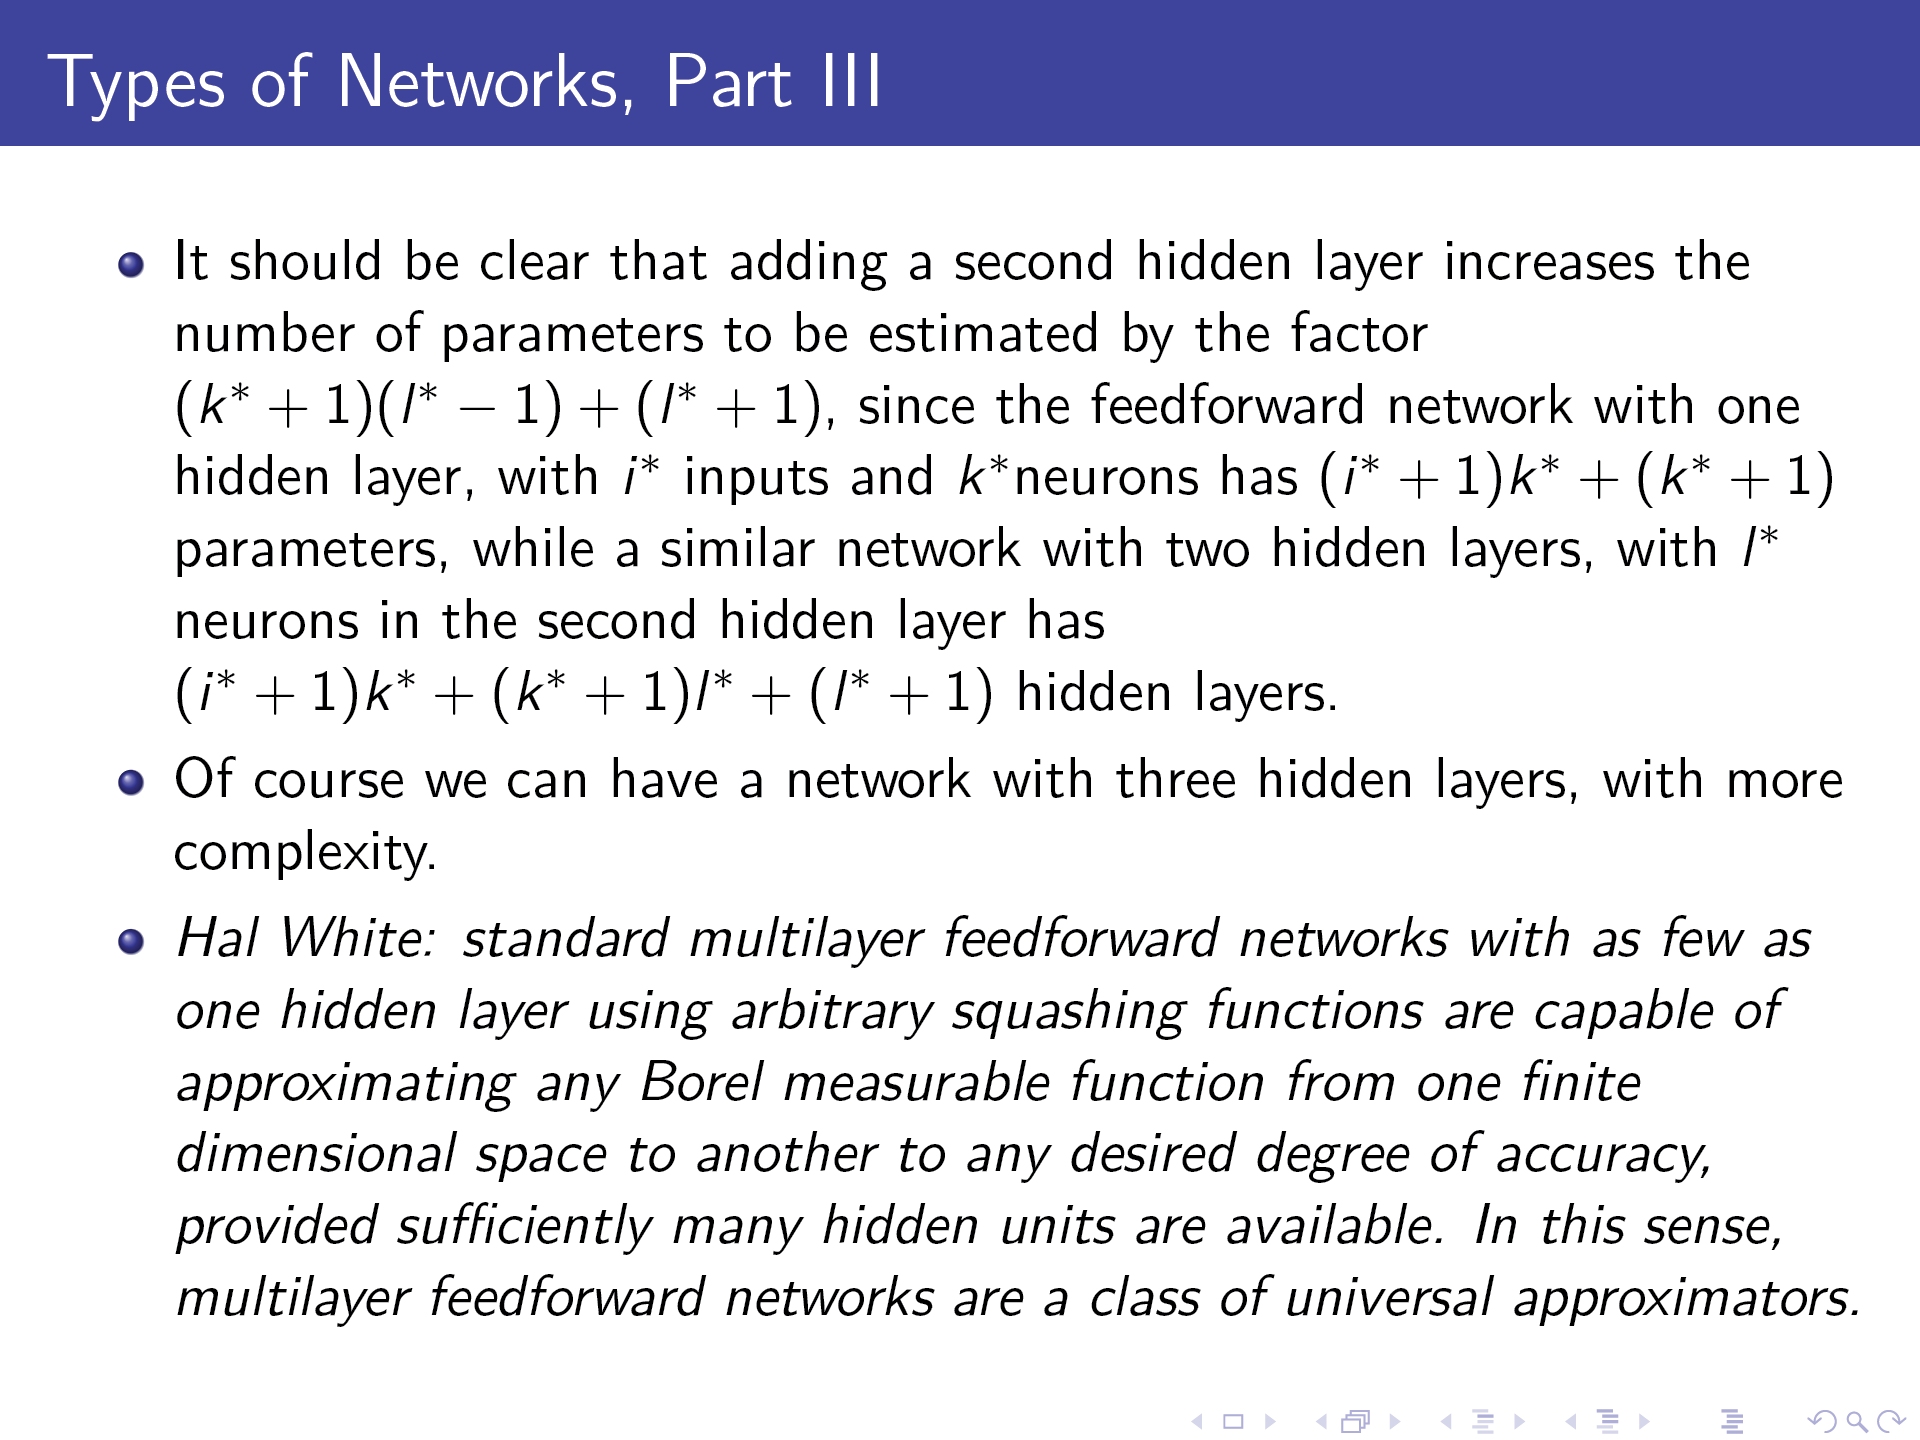 Types of Networks, Part III
It should be clear that adding a second hidden layer increases the
number of parameters to be estimated by the factor
(k* + 1)(l* − 1) + (l* + 1), since the feedforward network with one
hidden layer, with i* inputs and k*neurons has (i* + 1)k* + (k* + 1)
parameters, while a similar network with two hidden layers, with l*
neurons in the second hidden layer has
(i* + 1)k* + (k* + 1)l* + (l* + 1) hidden layers.
Of course we can have a network with three hidden layers, with more
complexity.
Hal White: standard multilayer feedforward networks with as few as
one hidden layer using arbitrary squashing functions are capable of
approximating any Borel measurable function from one finite
dimensional space to another to any desired degree of accuracy,
provided sufficiently many hidden units are available. In this sense,
multilayer feedforward networks are a class of universal approximators.